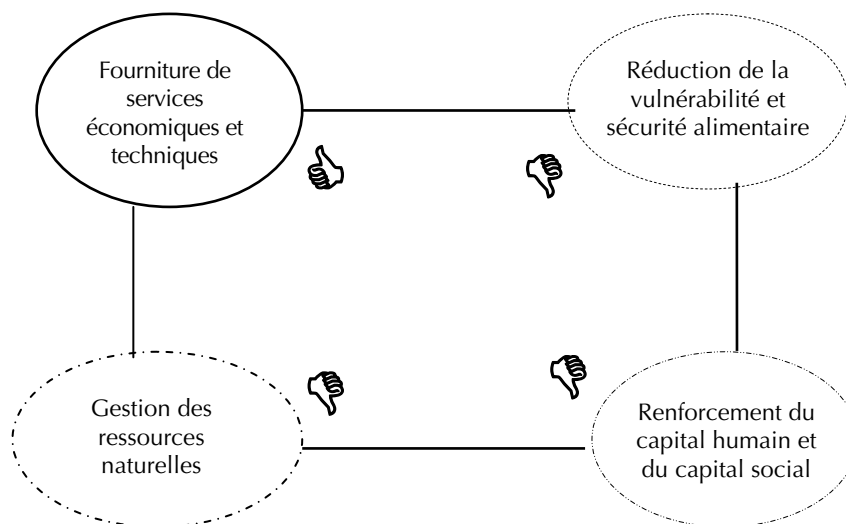 Fourniture de
services
économiques et
techniques
Réduction de la
vulnérabilité et
sécurité alimentaire
Gestion des
ressources
naturelles
Renforcement du
capital humain et
du capital social